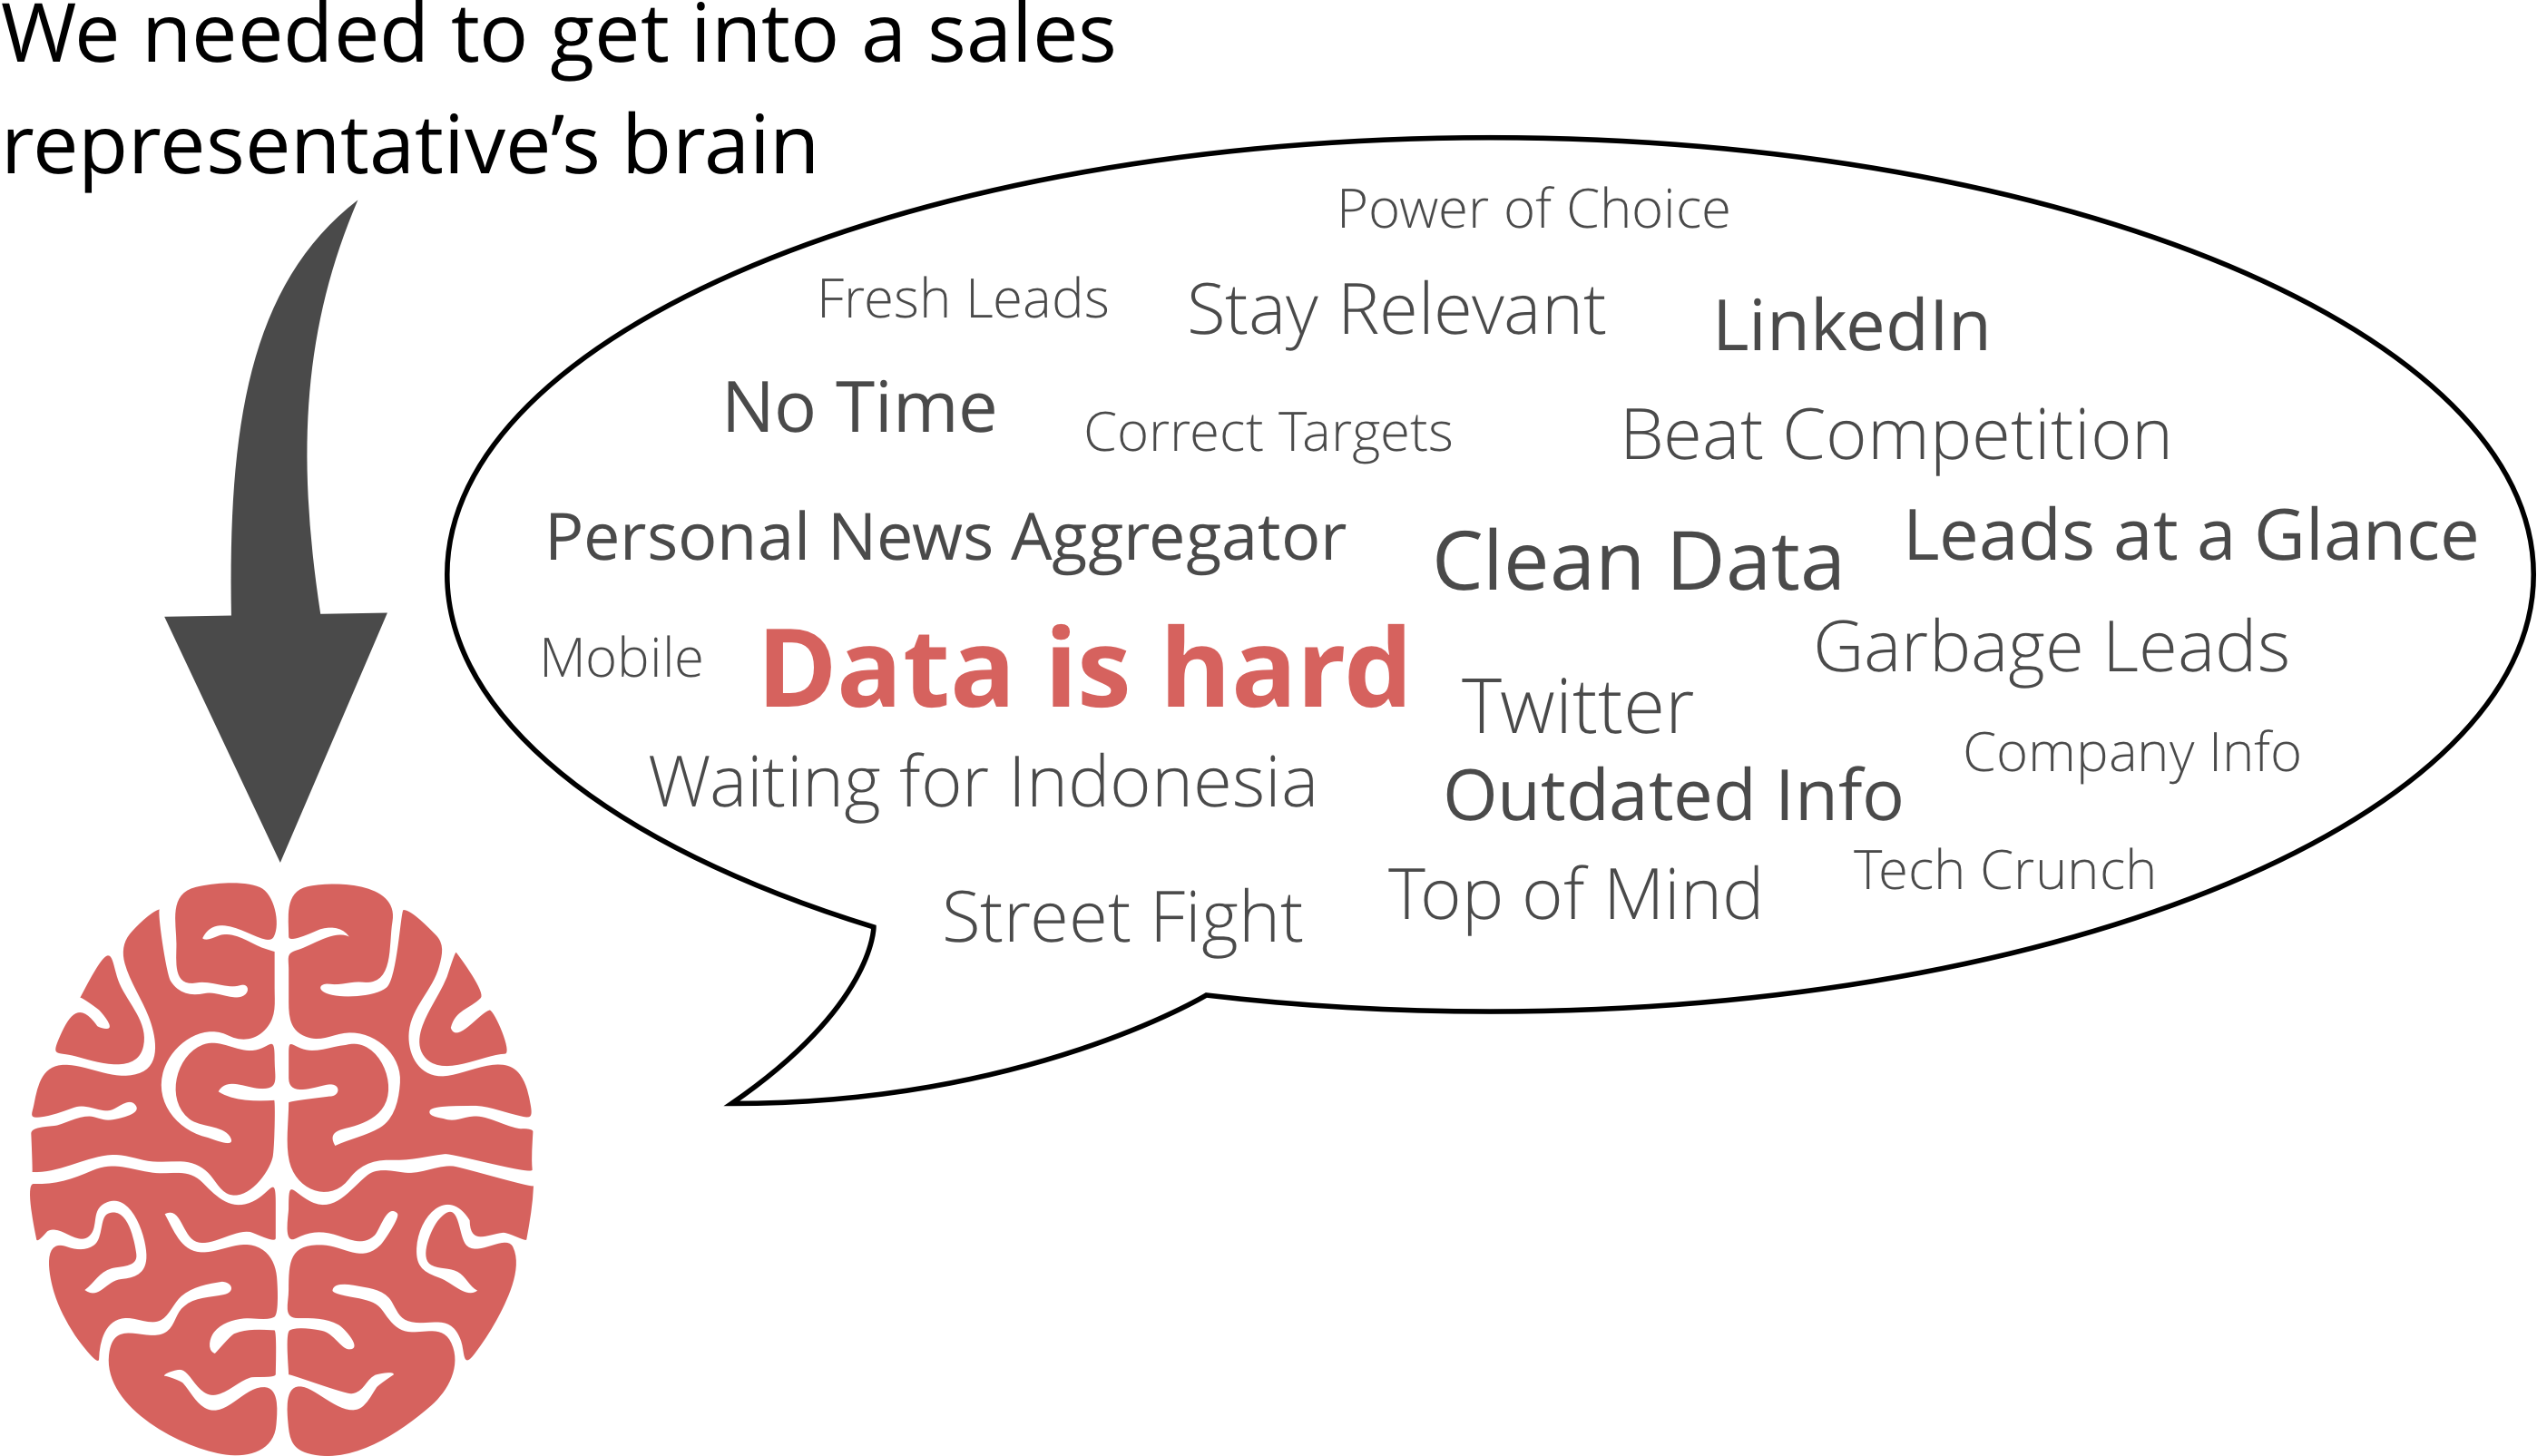 We needed to get into a sales
representative’s brain
Power of Choice
Fresh Leads
Stay Relevant
LinkedIn
No Time
Correct Targets
Beat Competition
Personal News Aggregator
Clean Data
Leads at a Glance
Mobile
Data is hard
Twitter
Garbage Leads
Waiting for Indonesia
Outdated Info
Company Info
Street Fight
Top of Mind
Tech Crunch